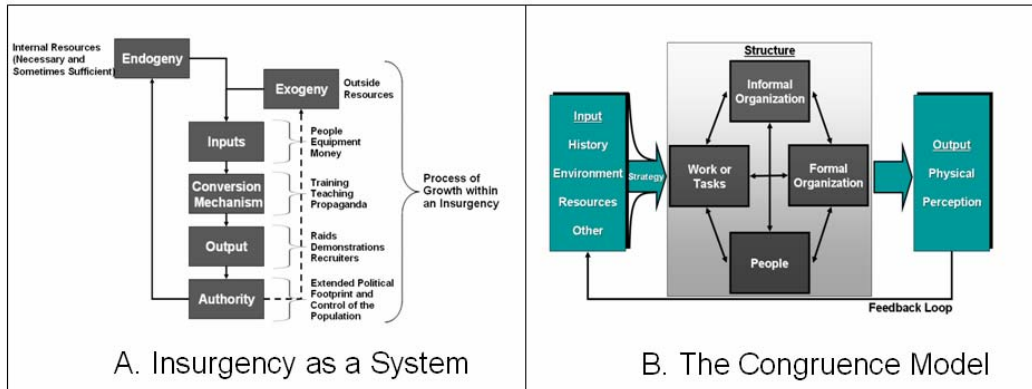 Internal Resources
(Necessary and
Sometimes Sufficient)
Endogeny
Exogeny
Outside
Resources
Inputs
People
Equipment
Money
Conversion
Mechanism
Training
Teaching
Propaganda
Output
Raids
Demonstrations
Recruiters
Authority
Extended Political
Footprint and
Control of the
Population
Process of
Growth within
an Insurgency
A. Insurgency as a System
Structure
Input
History
Environment
Resources
Other
Strategy
Informal
Organization
Work or
Tasks
Formal
Organization
People
Output
Physical
Perception
Feedback Loop
B. The Congruence Model